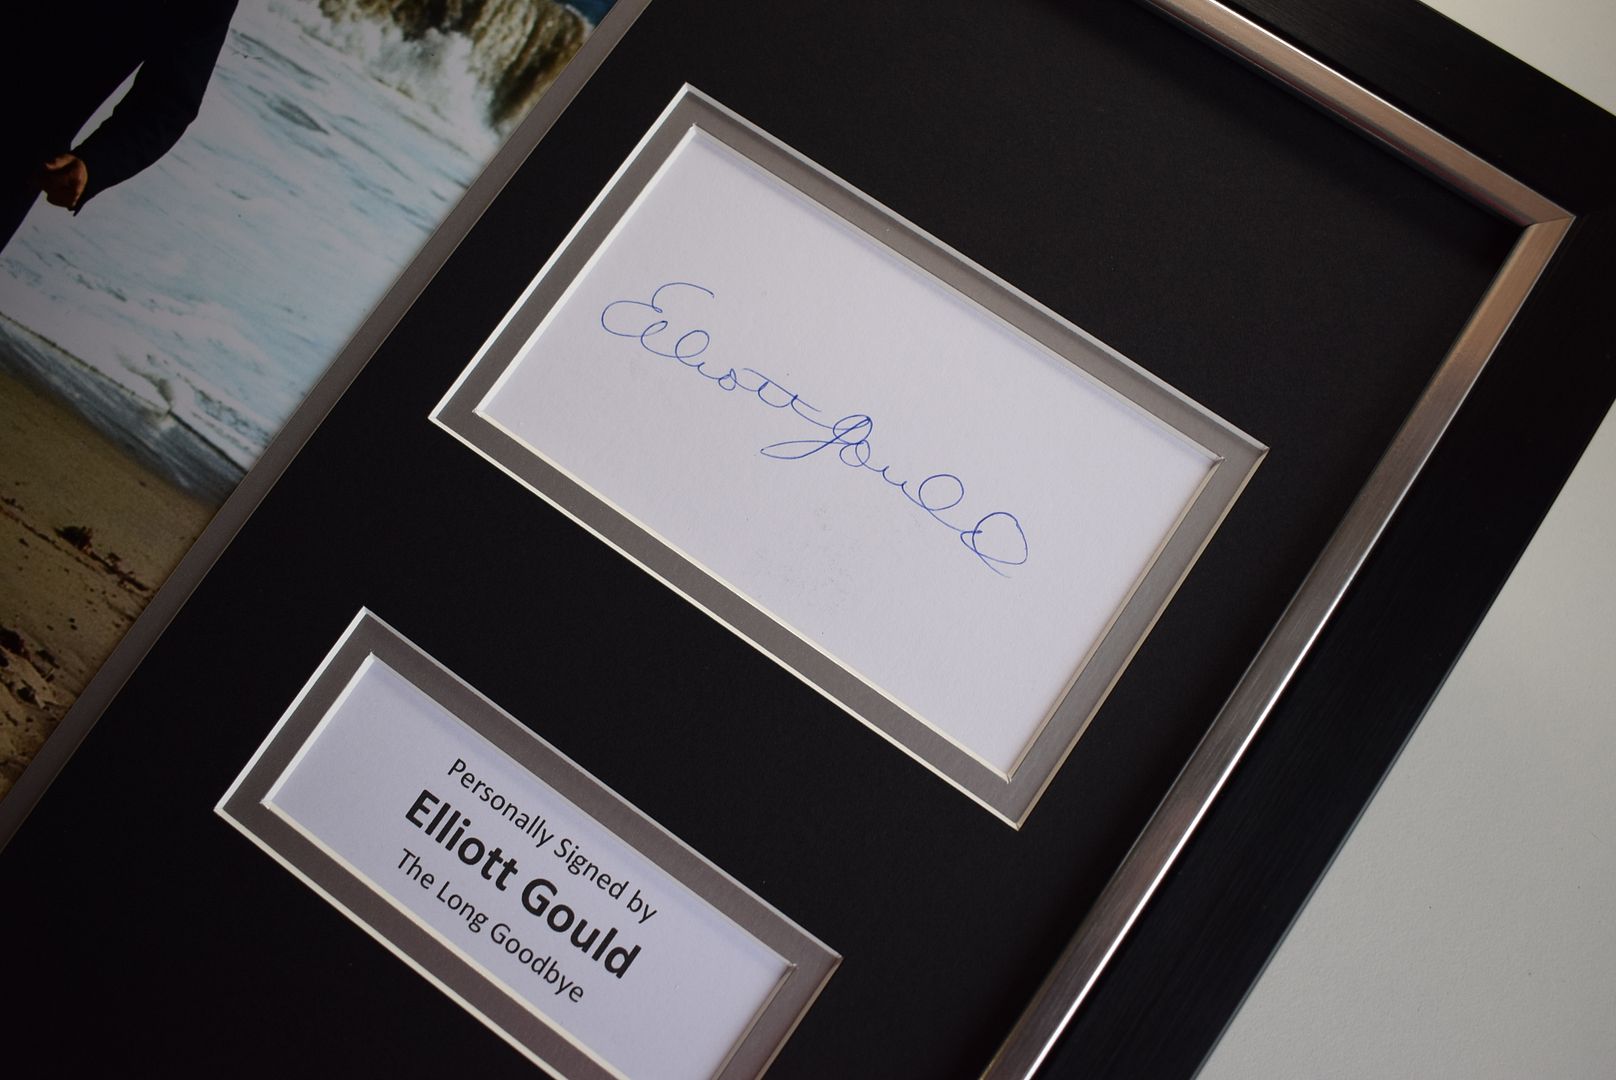 Elliott Gould
Personally Signed by
Elliott Gould
The Long Goodbye